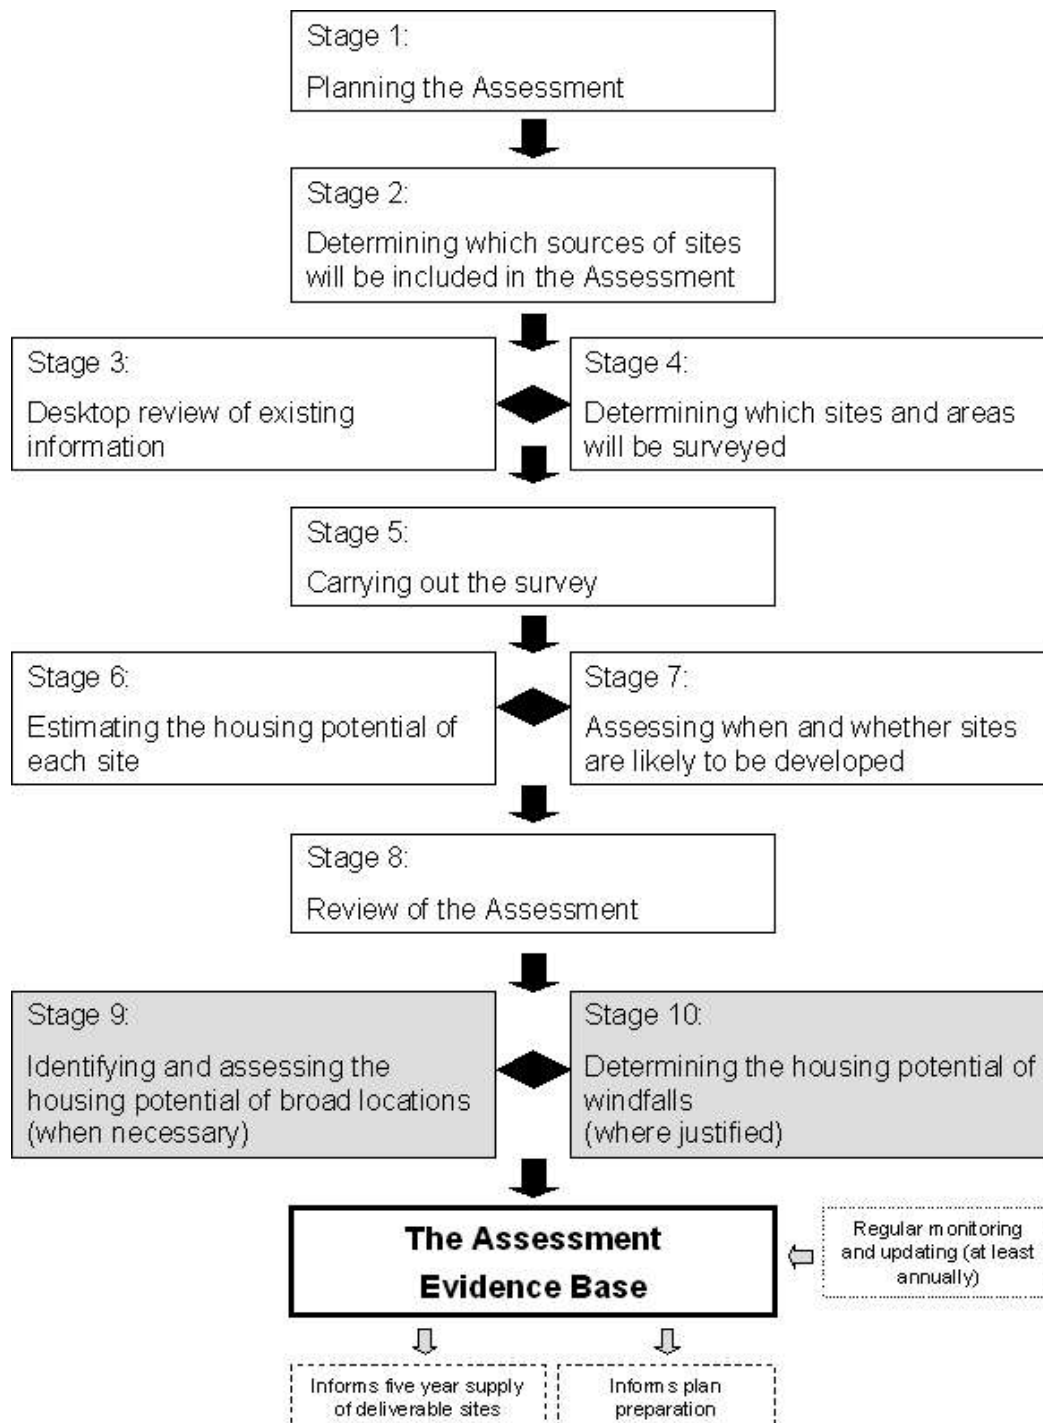 Stage 1:
Planning the Assessment
Stage 2:
Determining which sources of sites
will be included in the Assessment
Stage 3:
Desktop review of existing
information
Stage 4:
Determining which sites and areas
will be surveyed
Stage 5:
Carrying out the survey
Stage 6:
Estimating the housing potential of
each site
Stage 7:
Assessing when and whether sites
are likely to be developed
Stage 8:
Review of the Assessment
Stage 9:
Identifying and assessing the
housing potential of broad locations
(when necessary)
Stage 10:
Determining the housing potential of
windfalls
(where justified)
The Assessment
Evidence Base
Regular monitoring
and updating (at least
annually)
Informs five year supply
of deliverable sites
Informs plan
preparation